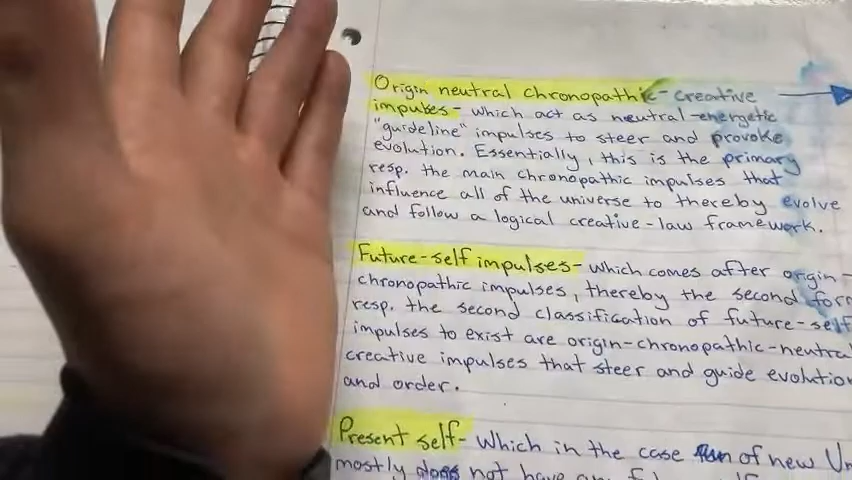 Origin neutral chronopathic - creative
impulses - which act as neutral-energetic
"guideline" impulses to steer and provoke
evolution. Essentially, this is the primary
resp. the main chronopathic impulses that
influence all of the universe to thereby evolve
and follow a logical creative-law framework.
Future-self impulses - which comes after origin-
chronopathic impulses, thereby the second form
resp. the second classification of future-self
impulses to exist are origin-chronopathic-neutral
creative impulses that steer and guide evolution
and order.
Present self - Which in the case of new
mostly does not have any